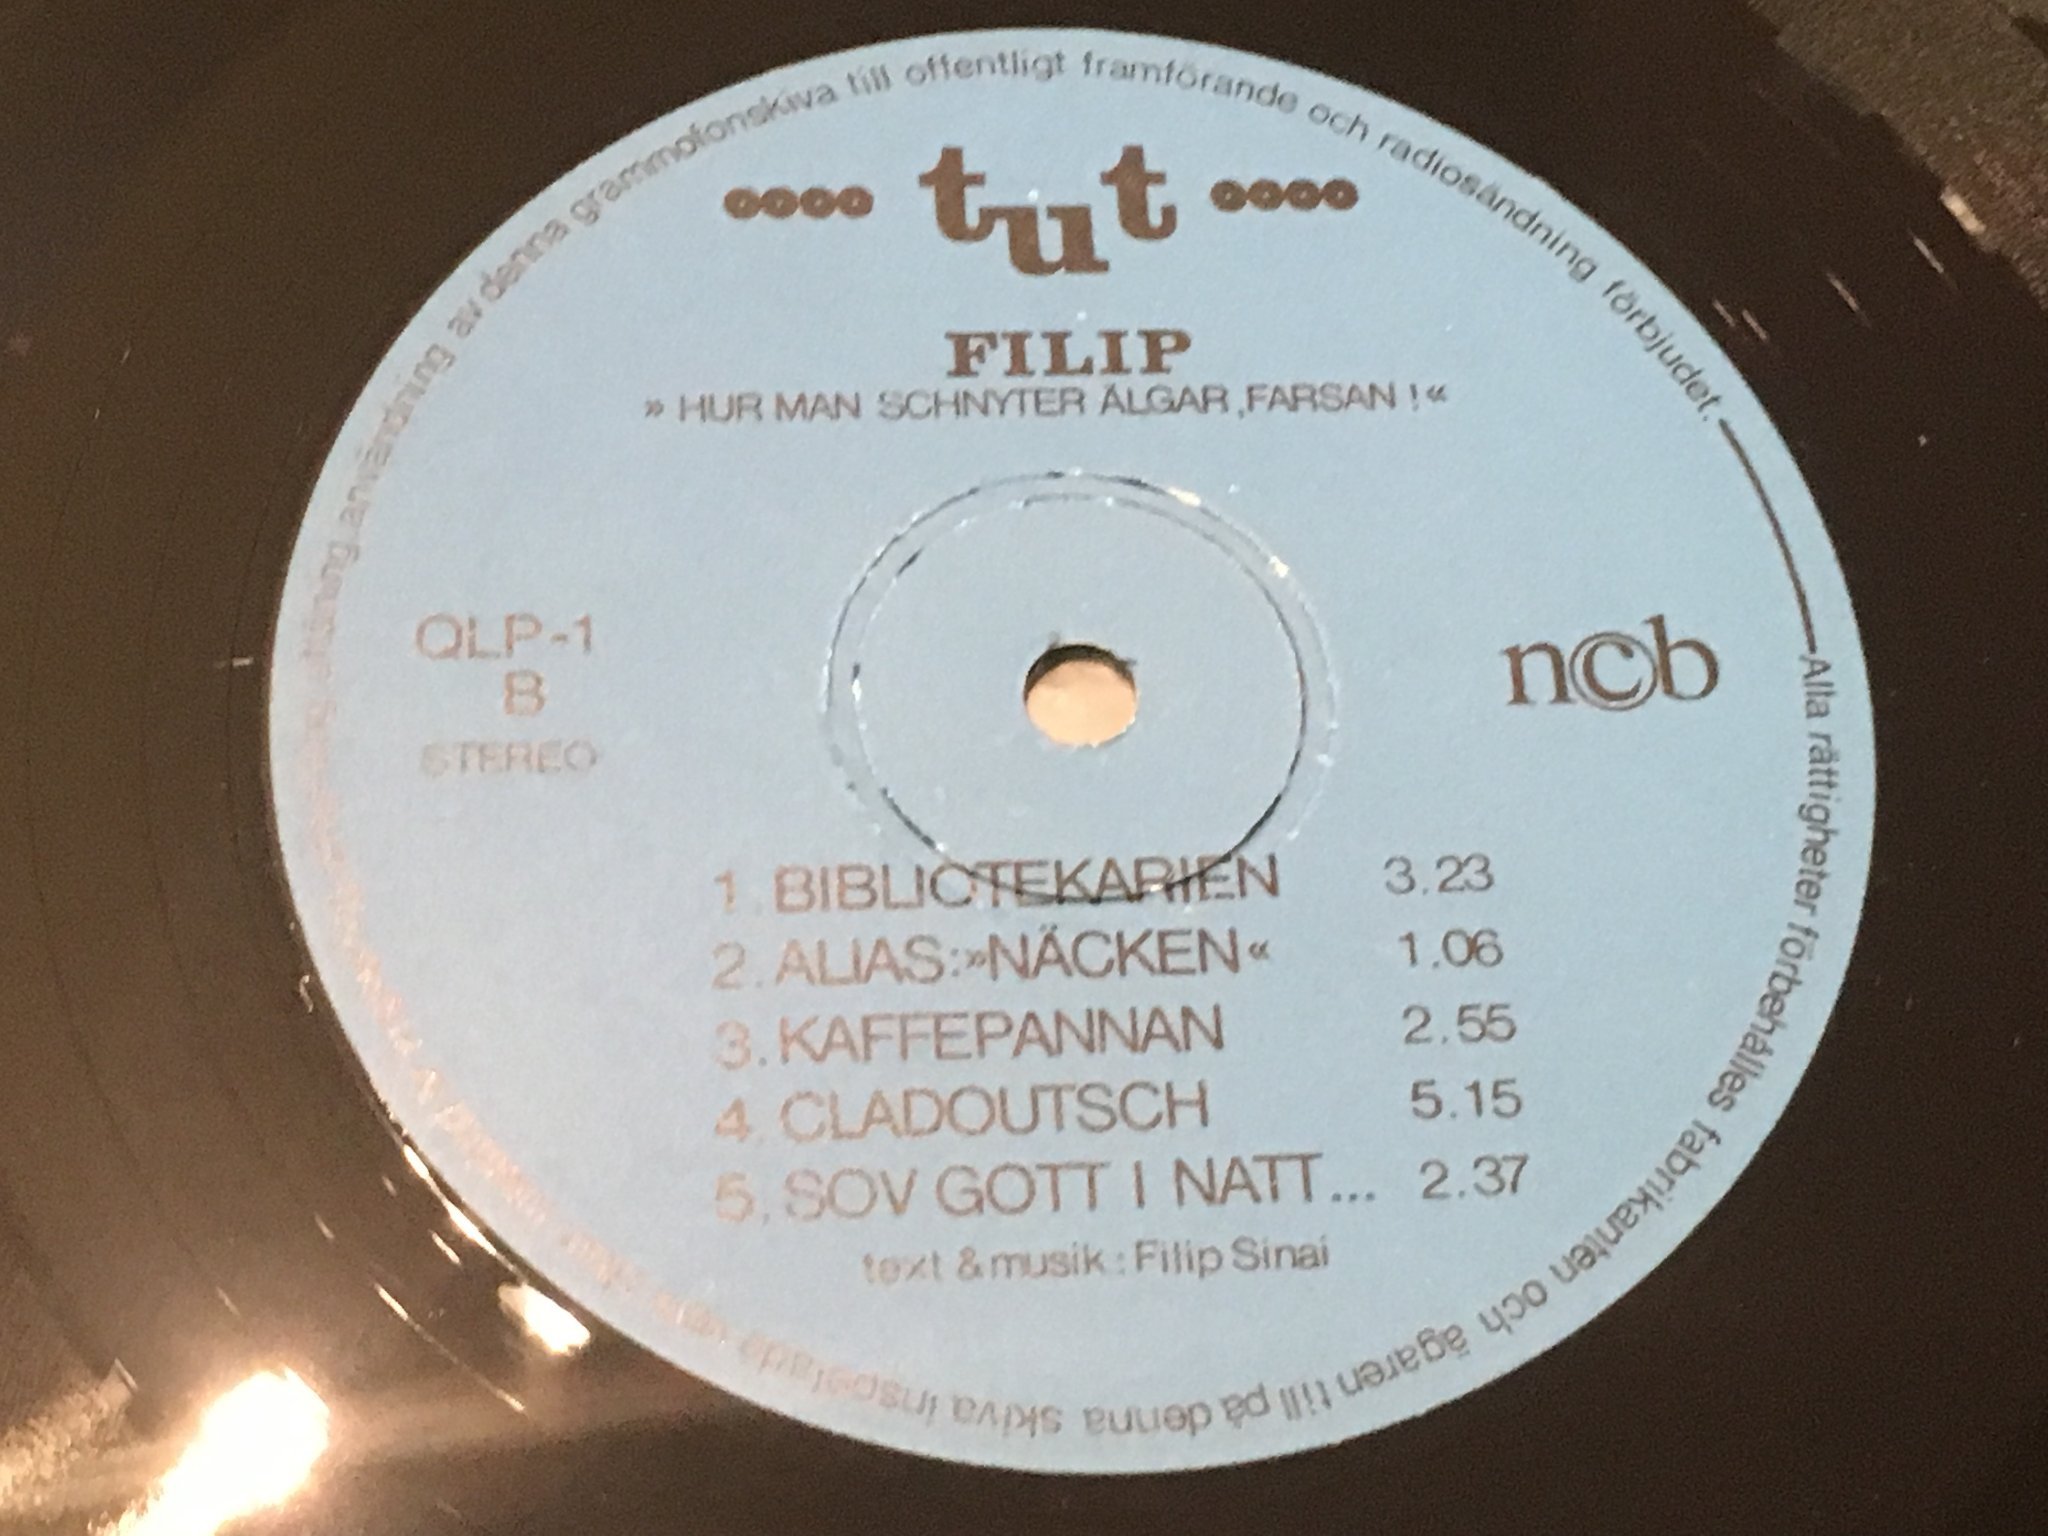 tut
FILIP
» HUR MAN SCHNYTER ÄLGAR, FARSAN ! «
QLP-1
B
STEREO
ncb
1. BIBLIOTEKARIEN 3.23
2. ALIAS: »NÄCKEN« 1.06
3. KAFFEPANNAN 2.55
4. CLADOUTSCH 5.15
5. SOV GOTT I NATT... 2.37
text & musik : Filip Sinai
Alla rättigheter förbehålles fabrikanten och ägaren till på denna skiva inspelade användning av denna grammofonskiva till offentligt framförande och radiosändning förbjudet.